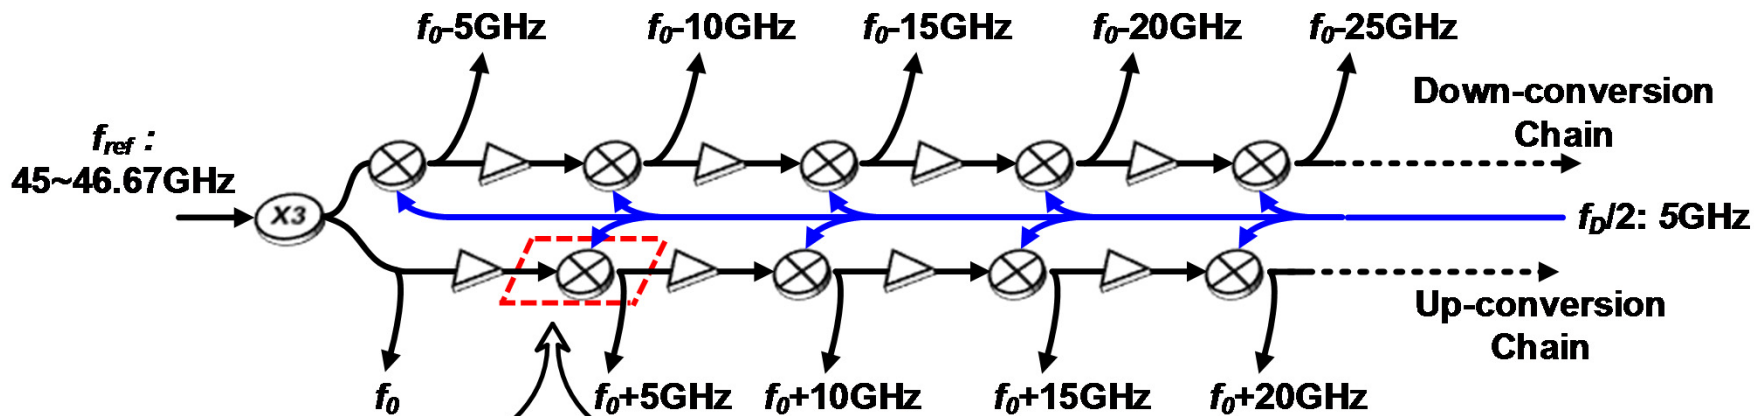 f0-5GHz f0-10GHz f0-15GHz f0-20GHz f0-25GHz
Down-conversion
Chain
fref :
45~46.67GHz
X3
fD/2: 5GHz
Up-conversion
Chain
f0 f0+5GHz f0+10GHz f0+15GHz f0+20GHz